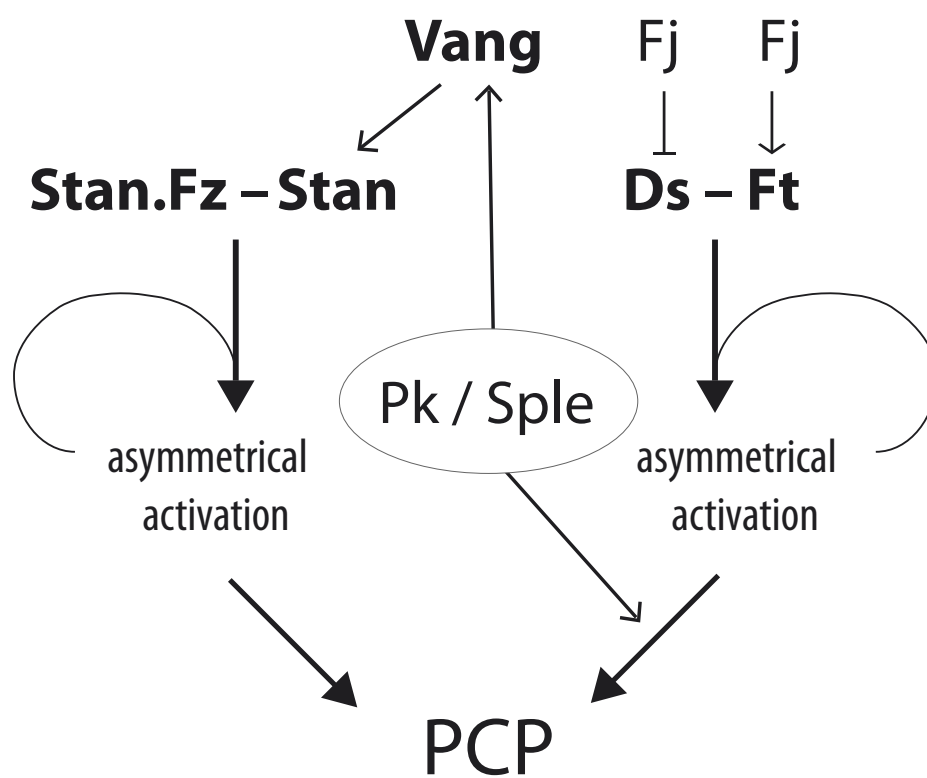 Vang Fj Fj
Stan.Fz – Stan Ds – Ft
Pk / Sple
asymmetrical activation
asymmetrical activation
PCP